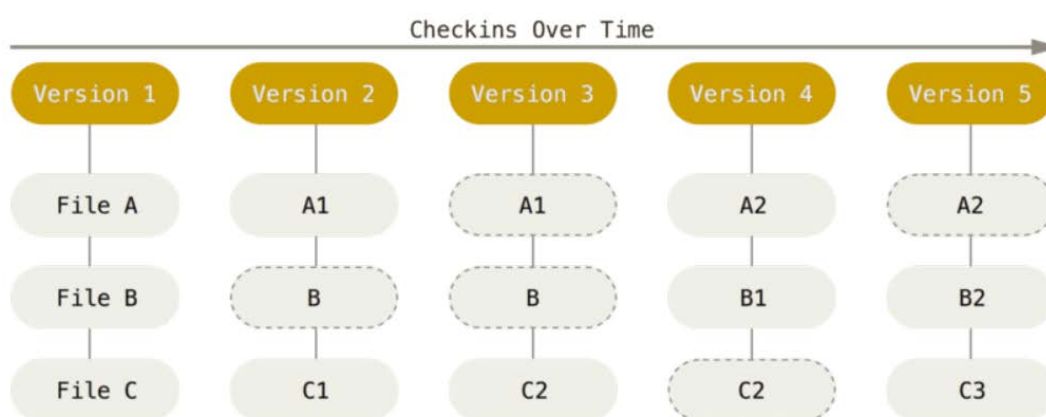 Checkins Over Time
Version 1 Version 2 Version 3 Version 4 Version 5
File A A1 A1 A2 A2
File B B B B1 B2
File C C1 C2 C2 C3